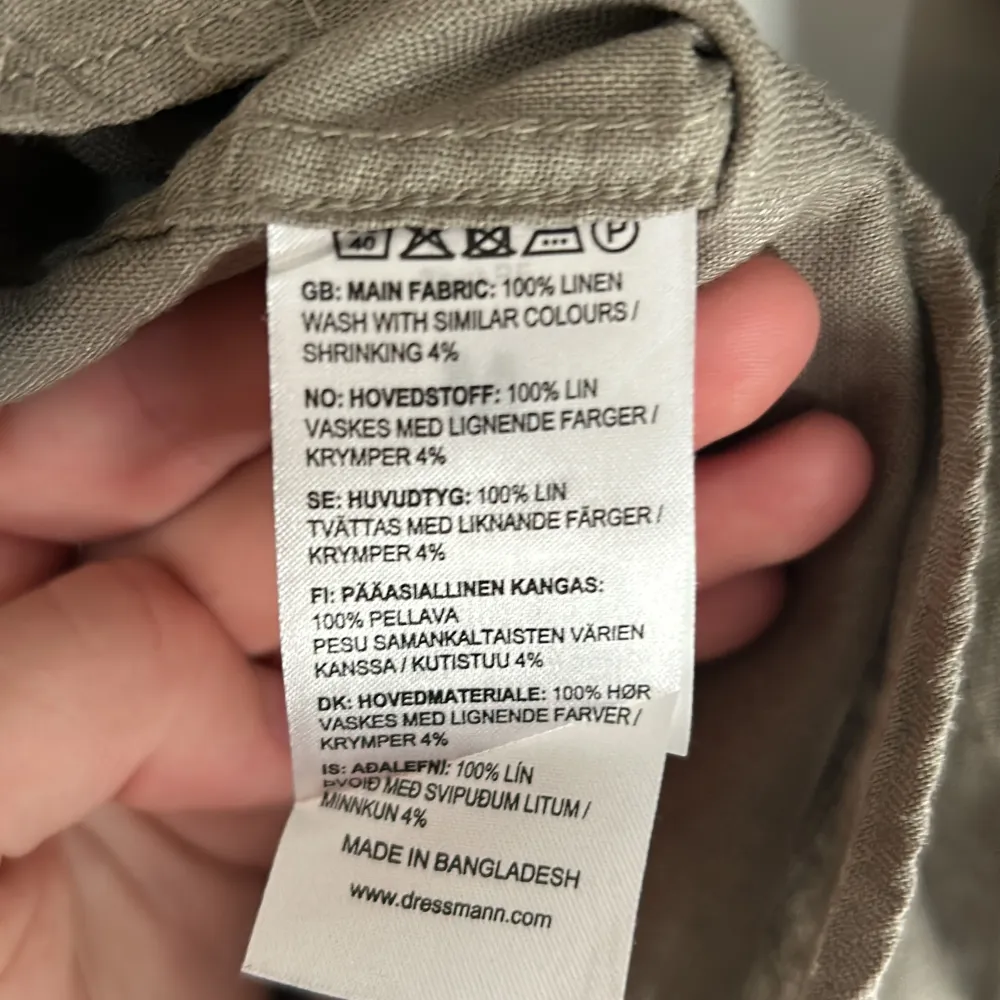 40 P
GB: MAIN FABRIC: 100% LINEN
WASH WITH SIMILAR COLOURS /
SHRINKING 4%
NO: HOVEDSTOFF: 100% LIN
VASKES MED LIGNENDE FARGER /
KRYMPER 4%
SE: HUVUDTYG: 100% LIN
TVÄTTAS MED LIKNANDE FÄRGER /
KRYMPER 4%
FI: PÄÄASIALLINEN KANGAS:
100% PELLAVA
PESU SAMANKALTAISTEN VÄRIEN
KANSSA / KUTISTUU 4%
DK: HOVEDMATERIALE: 100% HØR
VASKES MED LIGNENDE FARVER /
KRYMPER 4%
IS: AÐALEFNI: 100% LÍN
ÞVOIÐ MEÐ SVIPUÐUM LITUM /
MINNKUN 4%
MADE IN BANGLADESH
www.dressmann.com